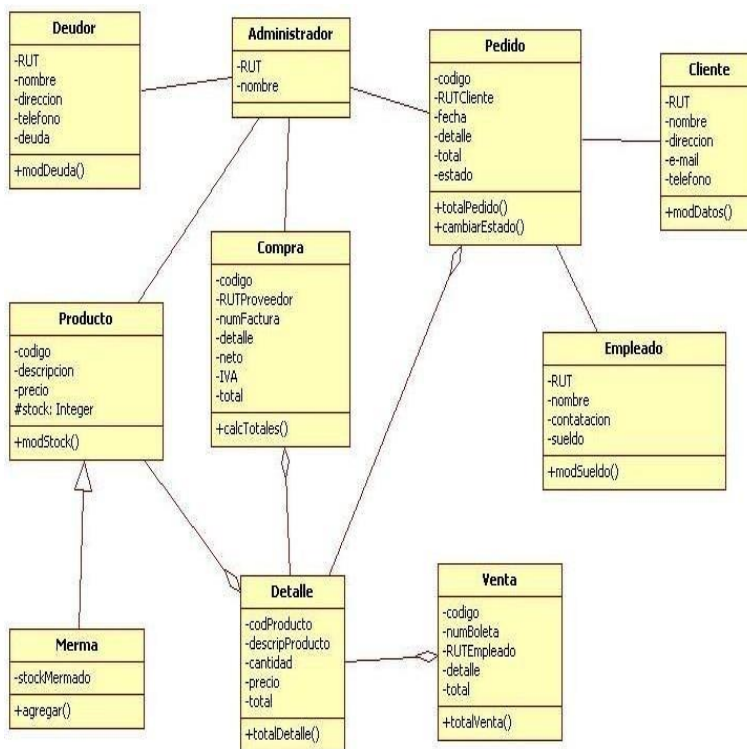 Deudor
-RUT
-nombre
-direccion
-telefono
-deuda
+modDeuda()
Administrador
-RUT
-nombre
Pedido
-codigo
-RUTCliente
-fecha
-detalle
-total
-estado
+totalPedido()
+cambiarEstado()
Cliente
-RUT
-nombre
-direccion
-e-mail
-telefono
+modDatos()
Compra
-codigo
-RUTProveedor
-numFactura
-detalle
-neto
-IVA
-total
+calcTotales()
Producto
-codigo
-descripcion
-precio
#stock: Integer
+modStock()
Empleado
-RUT
-nombre
-contatacion
-sueldo
+modSueldo()
Merma
-stockMermado
+agregar()
Detalle
-codProducto
-descripProducto
-cantidad
-precio
-total
+totalDetalle()
Venta
-codigo
-numBoleta
-RUTEmpleado
-detalle
-total
+totalVenta()